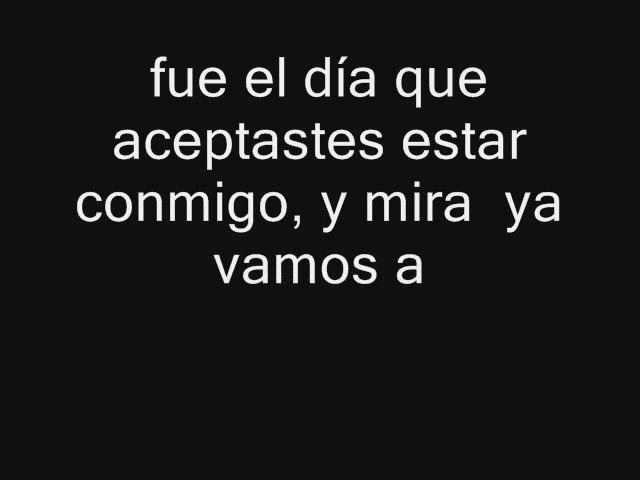 fue el día que
aceptastes estar
conmigo, y mira  ya
vamos a